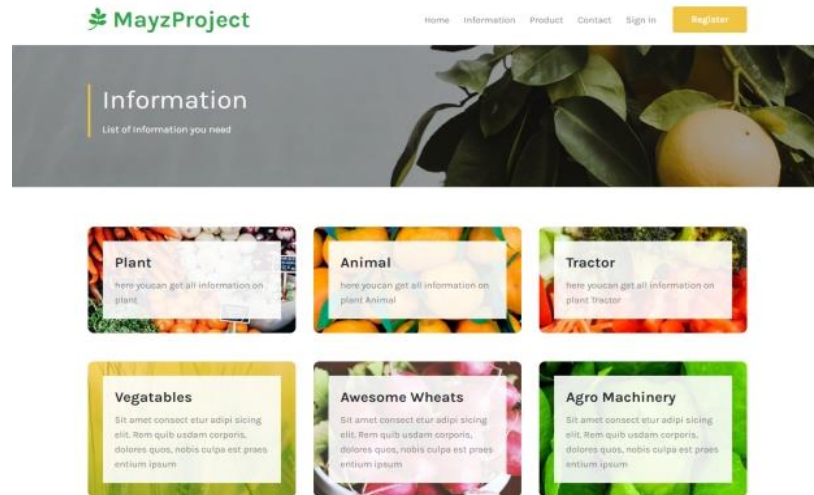 MayzProject
Home Information Product Contact Sign in Register
Information
List of Information you need
Plant
here youcan get all information on
plant
Animal
here youcan get all information on
plant Animal
Tractor
here youcan get all information on
plant Tractor
Vegatables
Sit amet consect etur adipi sicing
elit. Rem quib usdam corporis,
dolores quos, nobis culpa est praes
entium ipsum
Awesome Wheats
Sit amet consect etur adipi sicing
elit. Rem quib usdam corporis,
dolores quos, nobis culpa est praes
entium ipsum
Agro Machinery
Sit amet consect etur adipi sicing
elit. Rem quib usdam corporis,
dolores quos, nobis culpa est praes
entium ipsum